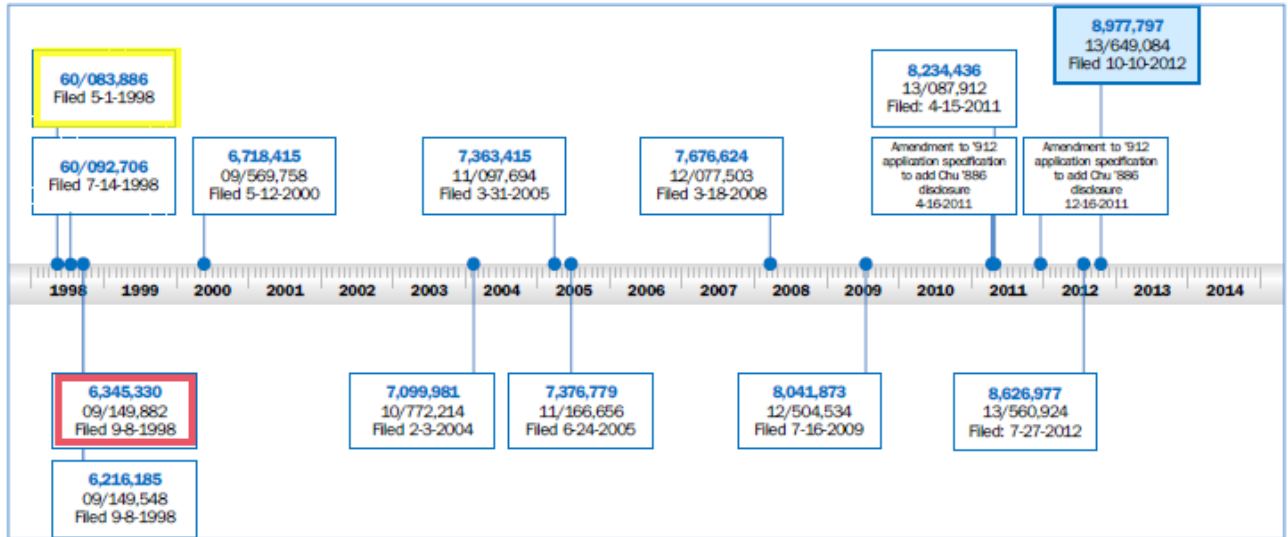 8,977,797
13/649,084
Filed 10-10-2012
60/083,886
Filed 5-1-1998
8,234,436
13/087,912
Filed: 4-15-2011
60/092,706
Filed 7-14-1998
6,718,415
09/569,758
Filed 5-12-2000
7,363,415
11/097,694
Filed 3-31-2005
7,676,624
12/077,503
Filed 3-18-2008
Amendment to '912
application specification
to add Chu '886
disclosure
4-16-2011
Amendment to '912
application specification
to add Chu '886
disclosure
12-16-2011
1998 1999 2000 2001 2002 2003 2004 2005 2006 2007 2008 2009 2010 2011 2012 2013 2014
6,345,330
09/149,882
Filed 9-8-1998
7,099,981
10/772,214
Filed 2-3-2004
7,376,779
11/166,656
Filed 6-24-2005
8,041,873
12/504,534
Filed 7-16-2009
8,626,977
13/560,924
Filed: 7-27-2012
6,216,185
09/149,548
Filed 9-8-1998